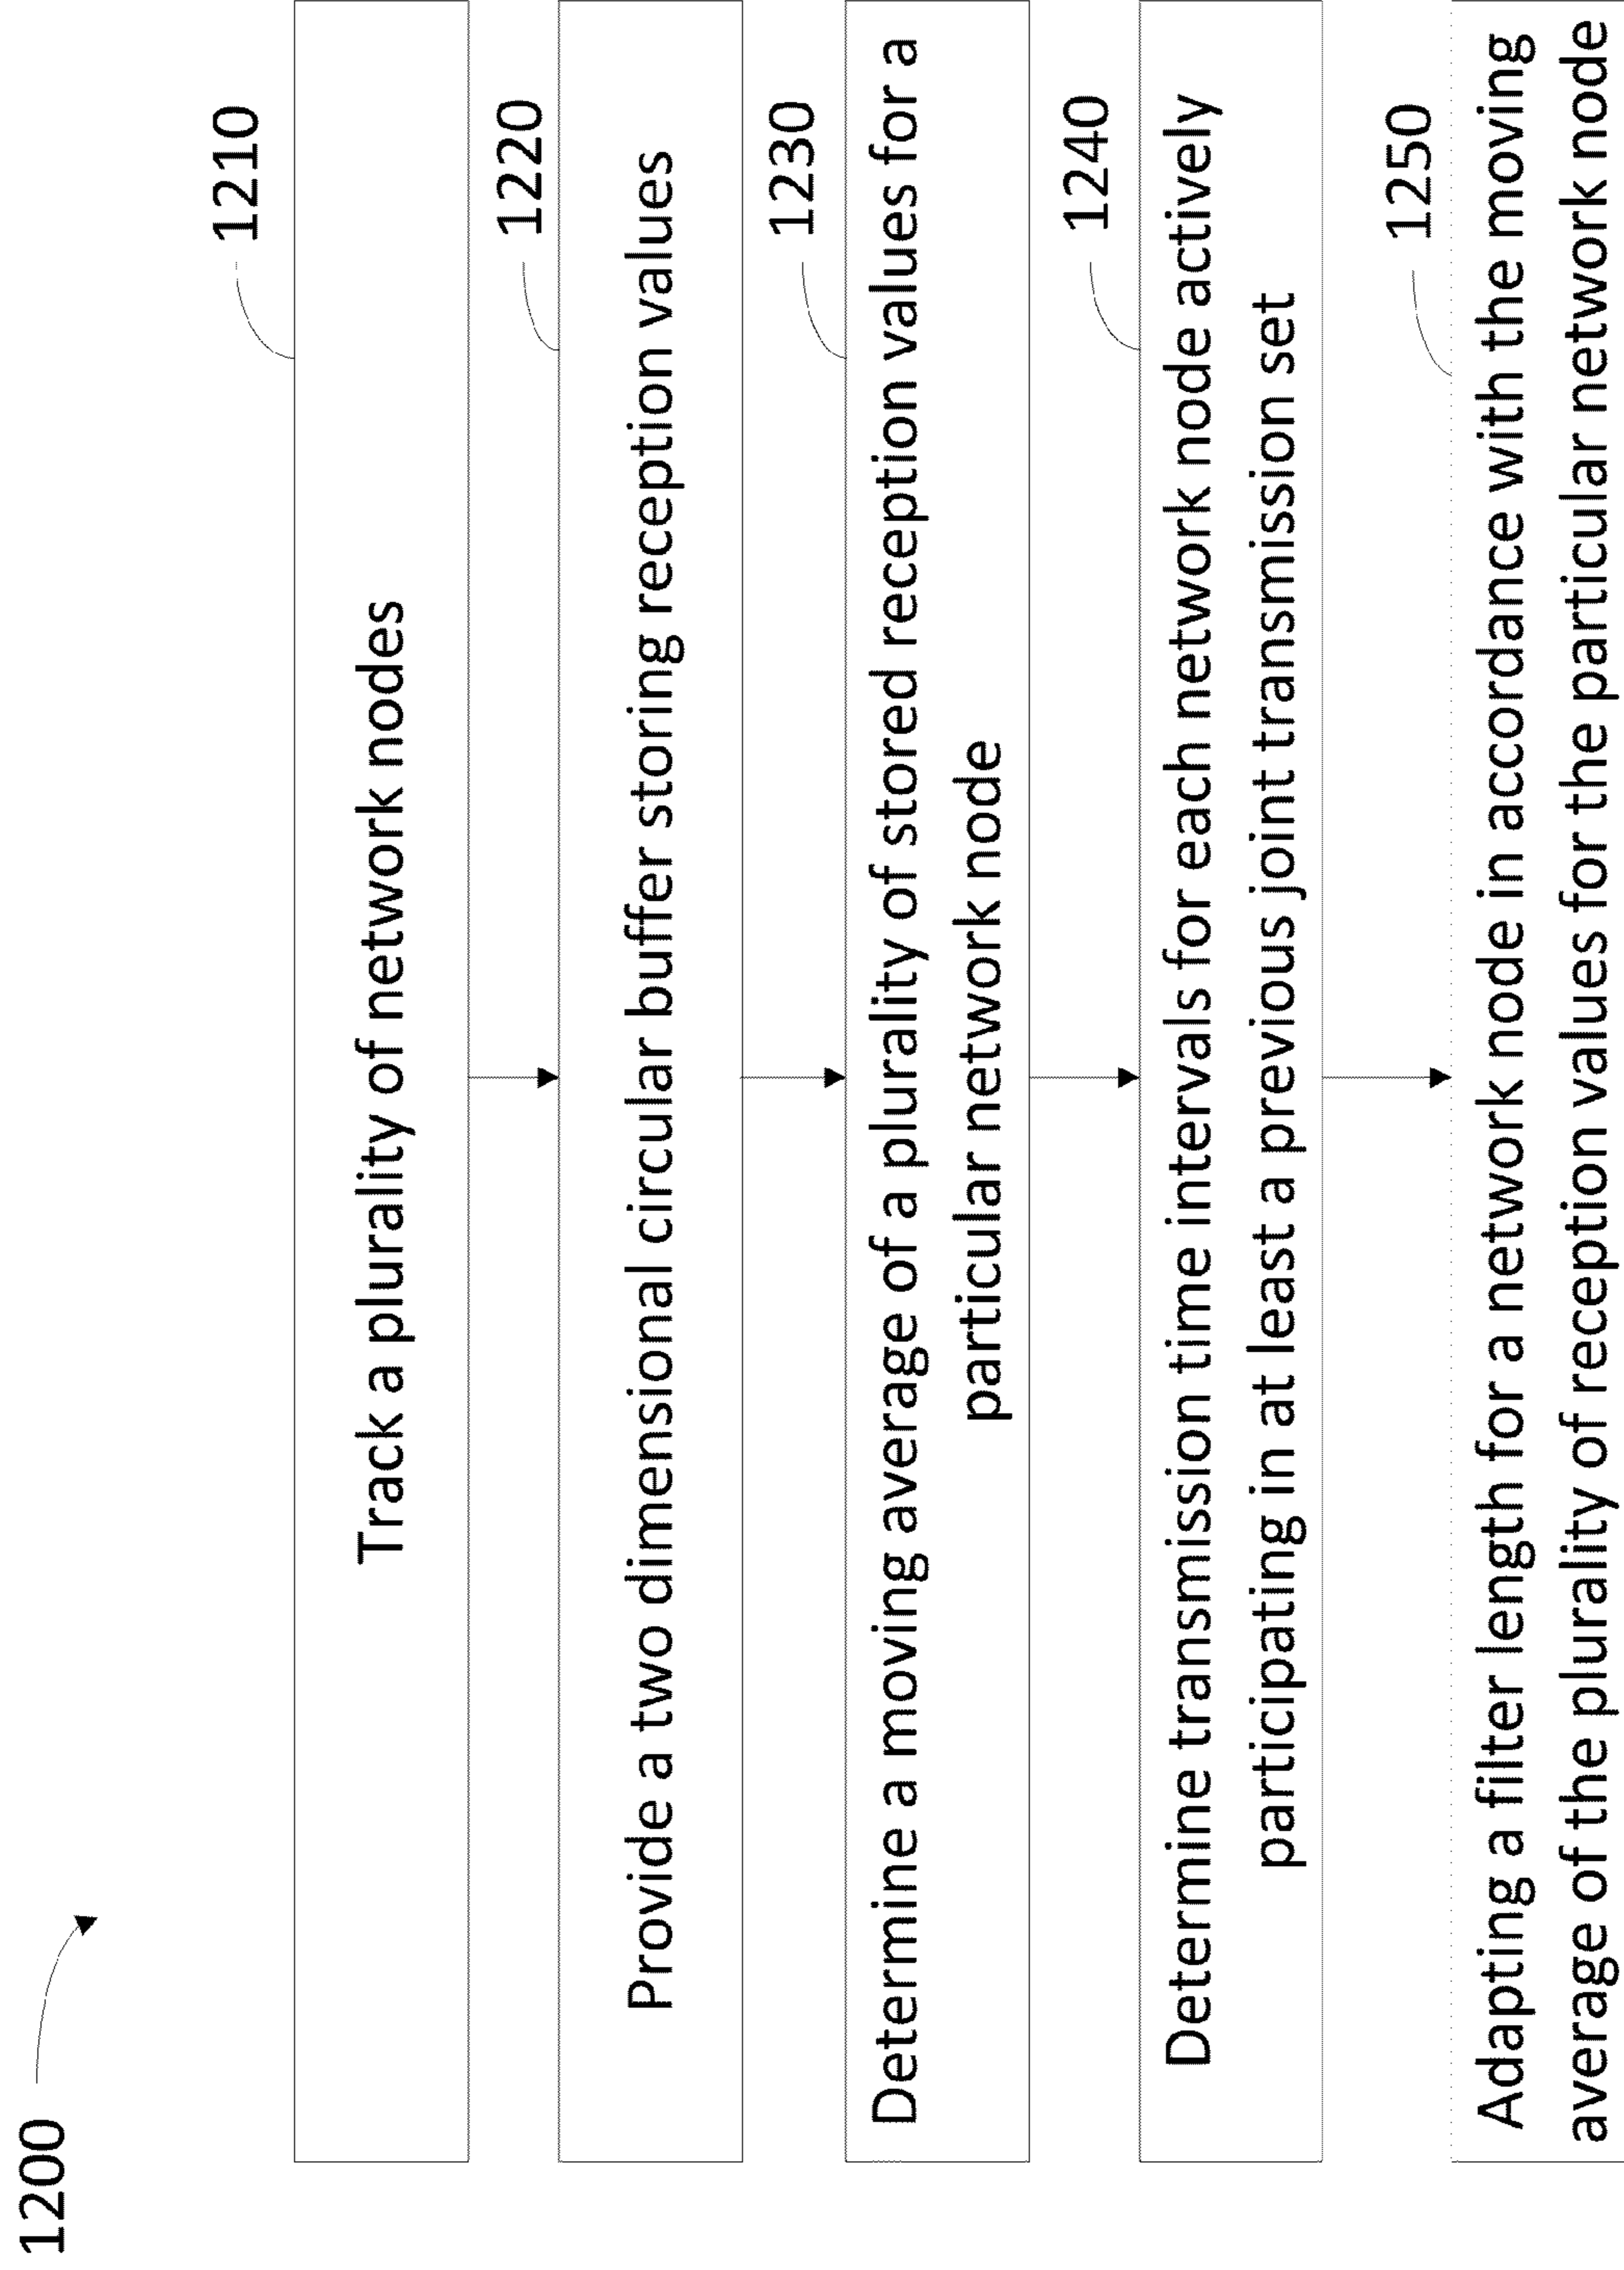 1200
1210
Track a plurality of network nodes
1220
Provide a two dimensional circular buffer storing reception values
1230
Determine a moving average of a plurality of stored reception values for a
particular network node
1240
Determine transmission time intervals for each network node actively
participating in at least a previous joint transmission set
1250
Adapting a filter length for a network node in accordance with the moving
average of the plurality of reception values for the particular network node